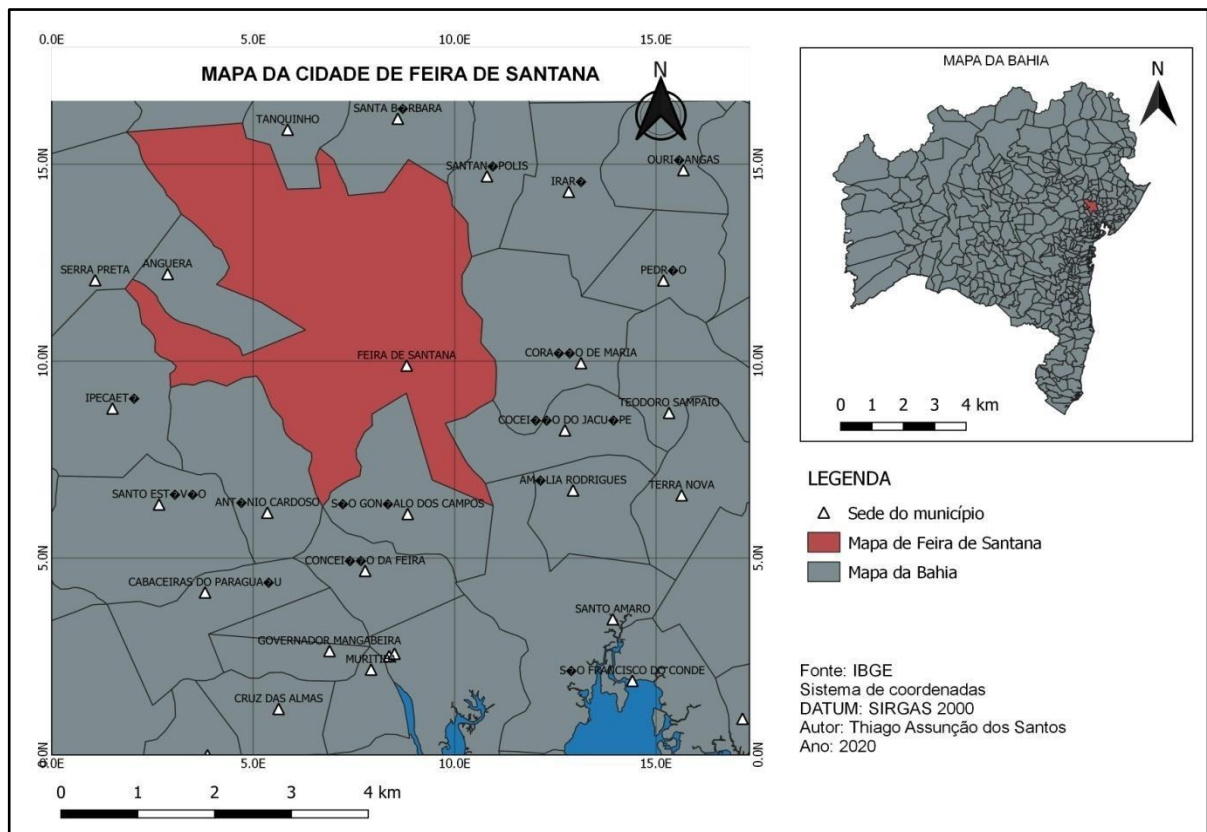 0.0E 5.0E 10.0E 15.0E
MAPA DA CIDADE DE FEIRA DE SANTANA
N
SANTA B�RBARA
TANQUINHO
15.0N
OURI�ANGAS
SANTAN�POLIS
IRAR�
15.0N
ANGUERA
SERRA PRETA
PEDR�O
10.0N
FEIRA DE SANTANA
CORA��O DE MARIA
10.0N
IPECAET�
TEODORO SAMPAIO
COCEI��O DO JACU�PE
AM�LIA RODRIGUES
TERRA NOVA
SANTO EST�V�O
ANT�NIO CARDOSO
S�O GON�ALO DOS CAMPOS
5.0N
CONCEI��O DA FEIRA
5.0N
CABACEIRAS DO PARAGUA�U
SANTO AMARO
GOVERNADOR MANGABEIRA
MURITIBA
S�O FRANCISCO DO CONDE
CRUZ DAS ALMAS
0.0N
0.0N
0.0E 5.0E 10.0E 15.0E
0 1 2 3 4 km
MAPA DA BAHIA
N
0 1 2 3 4 km
LEGENDA
Sede do município
Mapa de Feira de Santana
Mapa da Bahia
Fonte: IBGE
Sistema de coordenadas
DATUM: SIRGAS 2000
Autor: Thiago Assunção dos Santos
Ano: 2020